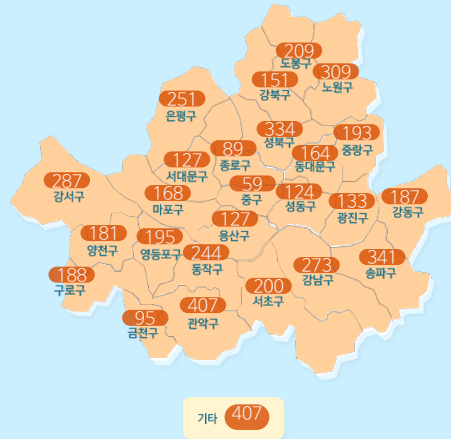 209
도봉구
309
노원구
151
강북구
251
은평구
334
성북구
193
중랑구
89
종로구
164
동대문구
127
서대문구
287
강서구
168
마포구
59
중구
124
성동구
133
광진구
187
강동구
127
용산구
181
양천구
195
영등포구
244
동작구
341
송파구
273
강남구
188
구로구
200
서초구
407
관악구
95
금천구
기타 407